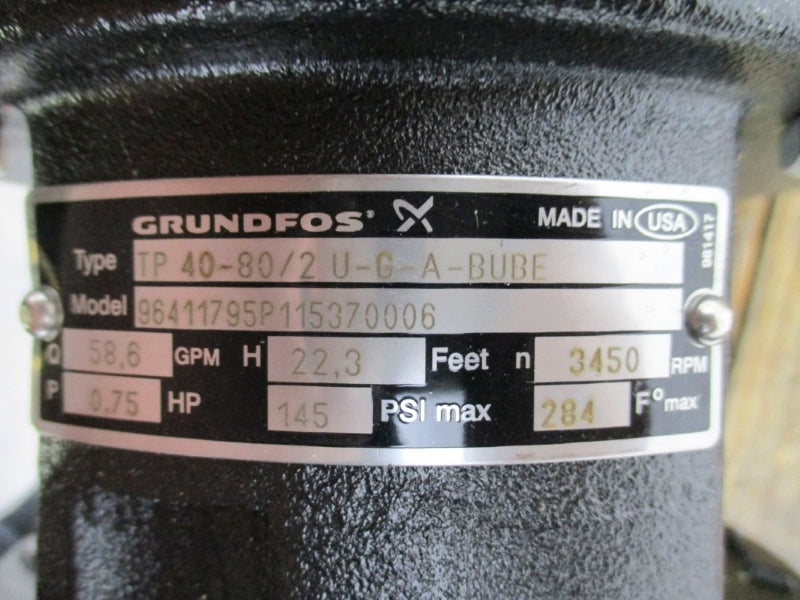 GRUNDFOS® MADE IN USA
Type TP 40-80/2 U-G-A-BUBE
Model 96411795P115370006
Q 58,6 GPM H 22,3 Feet n 3450 RPM
P 0.75 HP 145 PSI max 284 F° max
981417